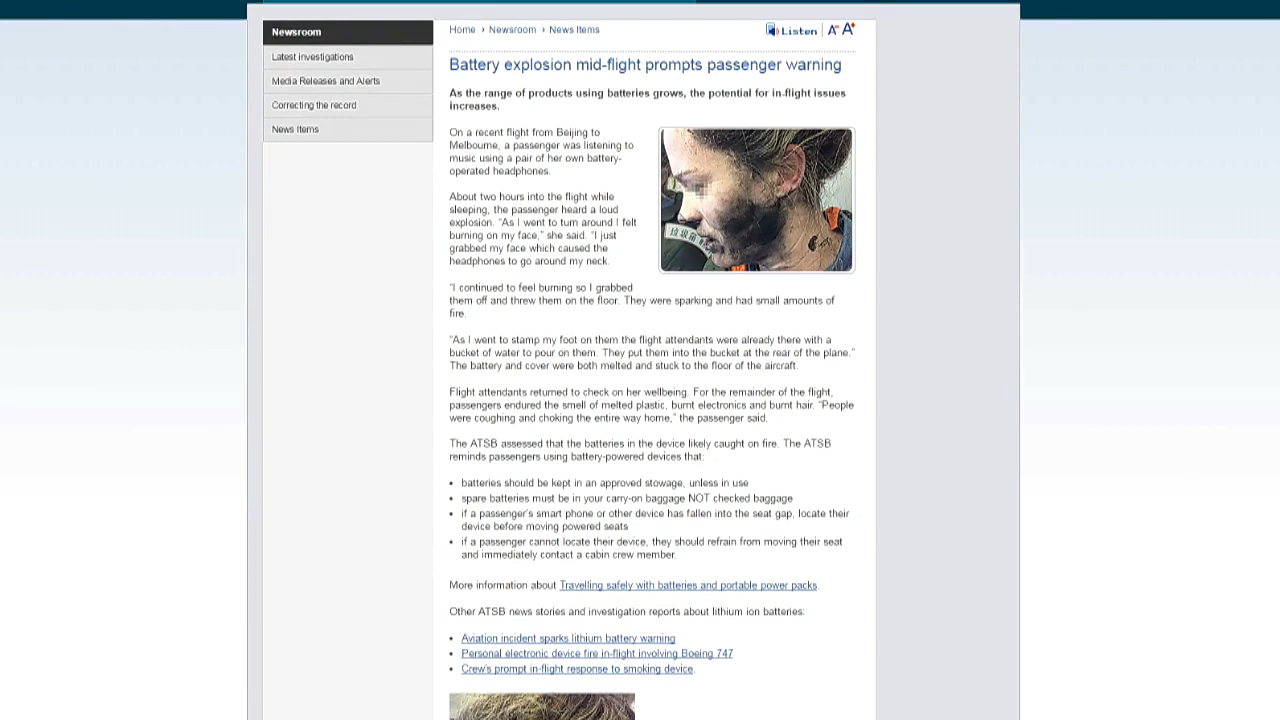 Newsroom
Latest investigations
Media Releases and Alerts
Correcting the record
News Items
Home › Newsroom › News Items
Listen
A- A+
Battery explosion mid-flight prompts passenger warning
As the range of products using batteries grows, the potential for in-flight issues
increases.
On a recent flight from Beijing to
Melbourne, a passenger was listening to
music using a pair of her own battery-
operated headphones.
About two hours into the flight while
sleeping, the passenger heard a loud
explosion. "As I went to turn around I felt
burning on my face," she said. "I just
grabbed my face which caused the
headphones to go around my neck.
"I continued to feel burning so I grabbed
them off and threw them on the floor. They were sparking and had small amounts of
fire.
"As I went to stamp my foot on them the flight attendants were already there with a
bucket of water to pour on them. They put them into the bucket at the rear of the plane."
The battery and cover were both melted and stuck to the floor of the aircraft.
Flight attendants returned to check on her wellbeing. For the remainder of the flight,
passengers endured the smell of melted plastic, burnt electronics and burnt hair. "People
were coughing and choking the entire way home," the passenger said.
The ATSB assessed that the batteries in the device likely caught on fire. The ATSB
reminds passengers using battery-powered devices that:
• batteries should be kept in an approved stowage, unless in use
• spare batteries must be in your carry-on baggage NOT checked baggage
• if a passenger's smart phone or other device has fallen into the seat gap, locate their
device before moving powered seats
• if a passenger cannot locate their device, they should refrain from moving their seat
and immediately contact a cabin crew member.
More information about Travelling safely with batteries and portable power packs.
Other ATSB news stories and investigation reports about lithium ion batteries:
• Aviation incident sparks lithium battery warning
• Personal electronic device fire in-flight involving Boeing 747
• Crew's prompt in-flight response to smoking device.